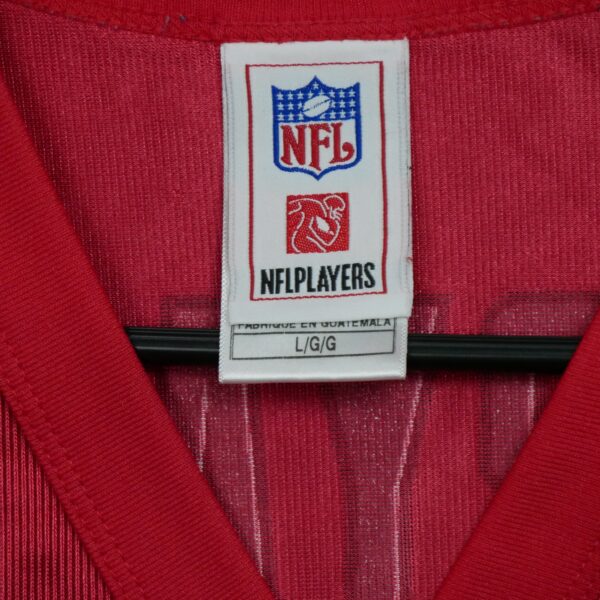 NFL
NFLPLAYERS
FABRIQUE EN GUATEMALA
L/G/G